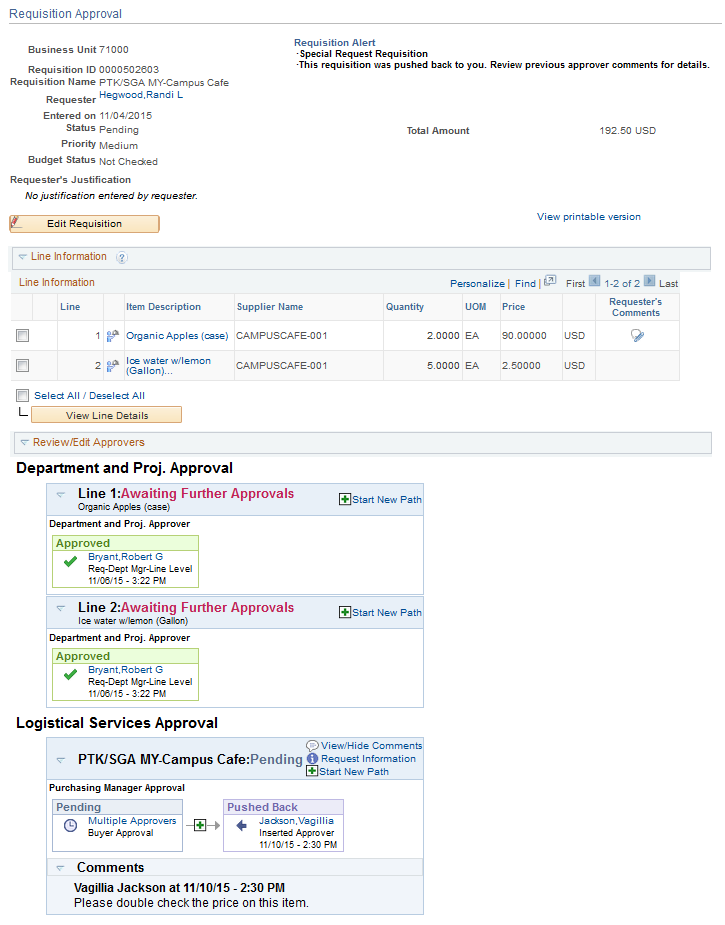 Requisition Approval
Business Unit 71000
Requisition ID 0000502603
Requisition Name PTK/SGA MY-Campus Cafe
Requester Hegwood,Randi L
Entered on 11/04/2015
Status Pending
Priority Medium
Budget Status Not Checked
Requisition Alert
·Special Request Requisition
·This requisition was pushed back to you. Review previous approver comments for details.
Total Amount 192.50 USD
Requester's Justification
No justification entered by requester.
Edit Requisition
View printable version
Line Information ?
Line Information Personalize | Find | First 1-2 of 2 Last
Line Item Description Supplier Name Quantity UOM Price Requester's Comments
1 Organic Apples (case) CAMPUSCAFE-001 2.0000 EA 90.00000 USD
2 Ice water w/lemon (Gallon)... CAMPUSCAFE-001 5.0000 EA 2.50000 USD
Select All / Deselect All
View Line Details
Review/Edit Approvers
Department and Proj. Approval
Line 1:Awaiting Further Approvals Start New Path
Organic Apples (case)
Department and Proj. Approver
Approved
Bryant,Robert G
Req-Dept Mgr-Line Level
11/06/15 - 3:22 PM
Line 2:Awaiting Further Approvals Start New Path
Ice water w/lemon (Gallon)
Department and Proj. Approver
Approved
Bryant,Robert G
Req-Dept Mgr-Line Level
11/06/15 - 3:22 PM
Logistical Services Approval
PTK/SGA MY-Campus Cafe:Pending
View/Hide Comments
Request Information
Start New Path
Purchasing Manager Approval
Pending
Multiple Approvers
Buyer Approval
Pushed Back
Jackson,Vagillia
Inserted Approver
11/10/15 - 2:30 PM
Comments
Vagillia Jackson at 11/10/15 - 2:30 PM
Please double check the price on this item.